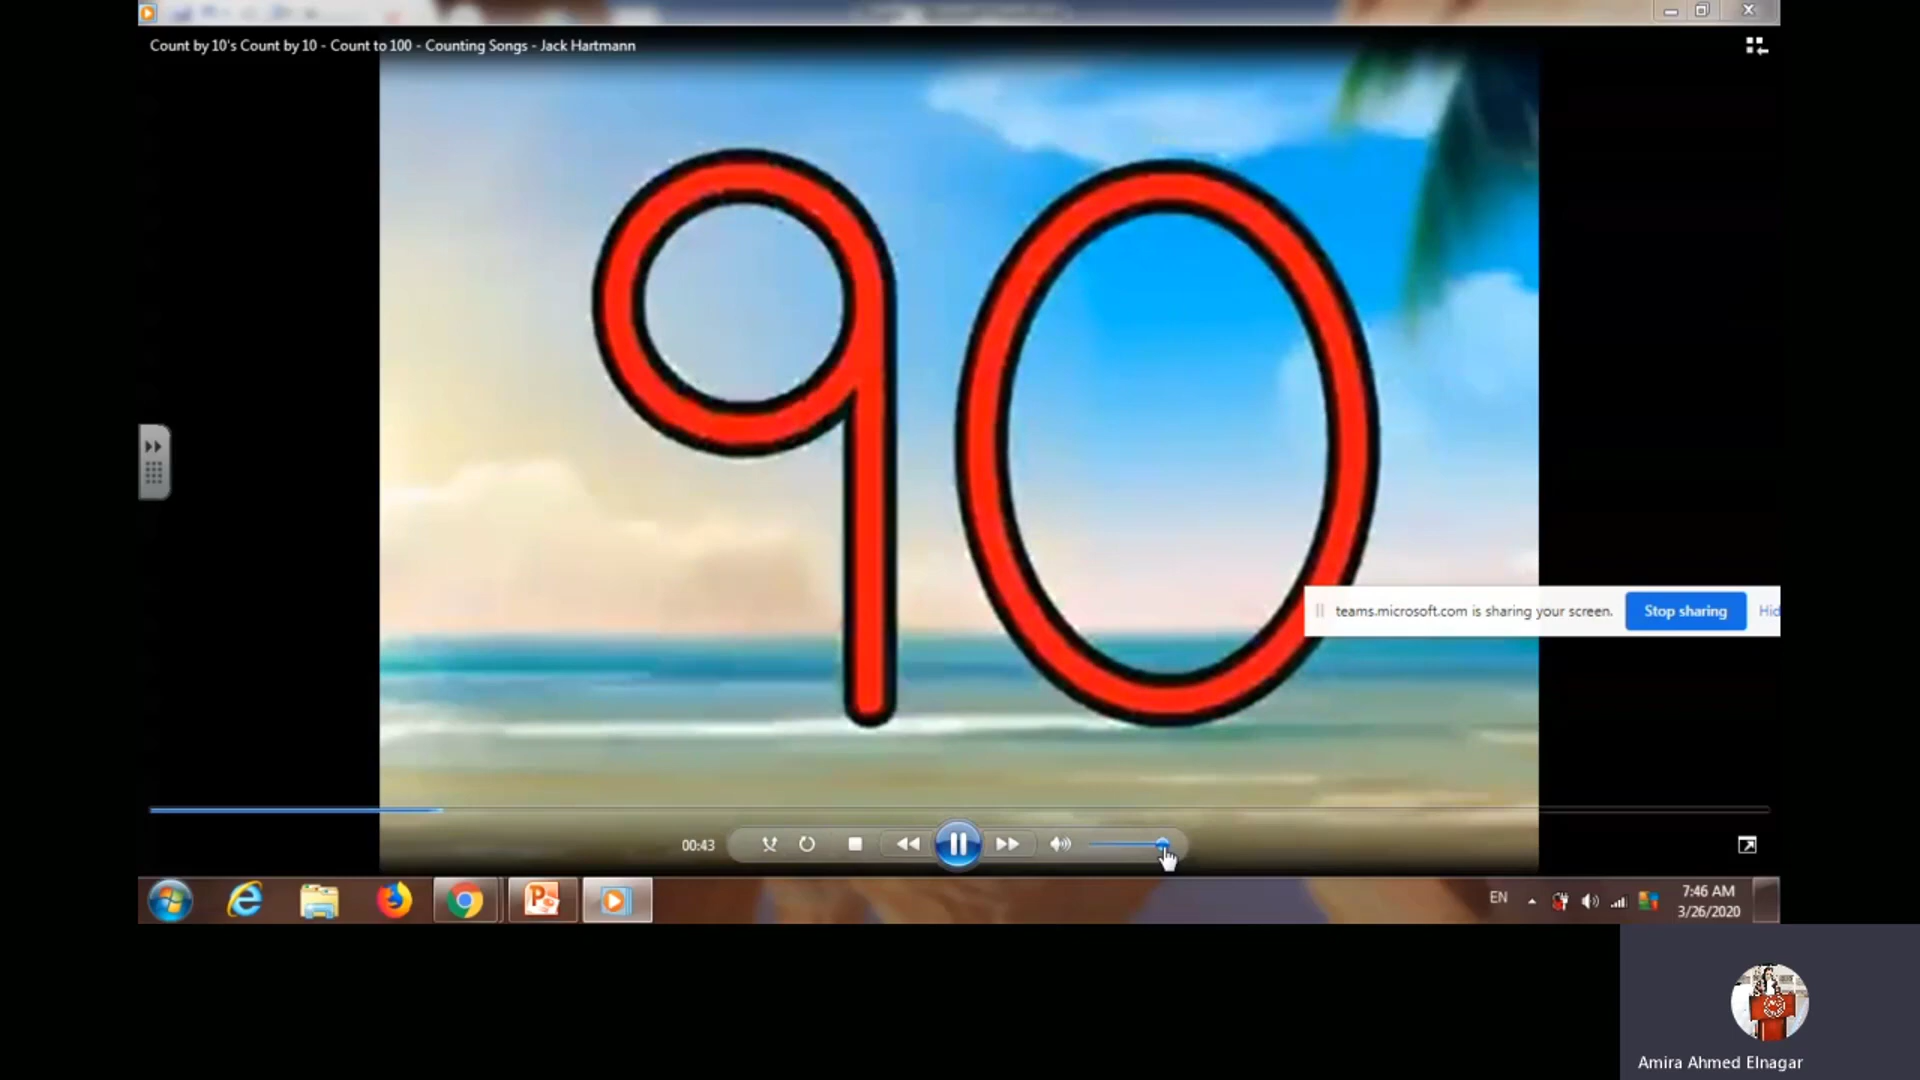 Count by 10's Count by 10 - Count to 100 - Counting Songs - Jack Hartmann
90
teams.microsoft.com is sharing your screen.
Stop sharing
Hid
00:43
EN
7:46 AM
3/26/2020
Amira Ahmed Elnagar